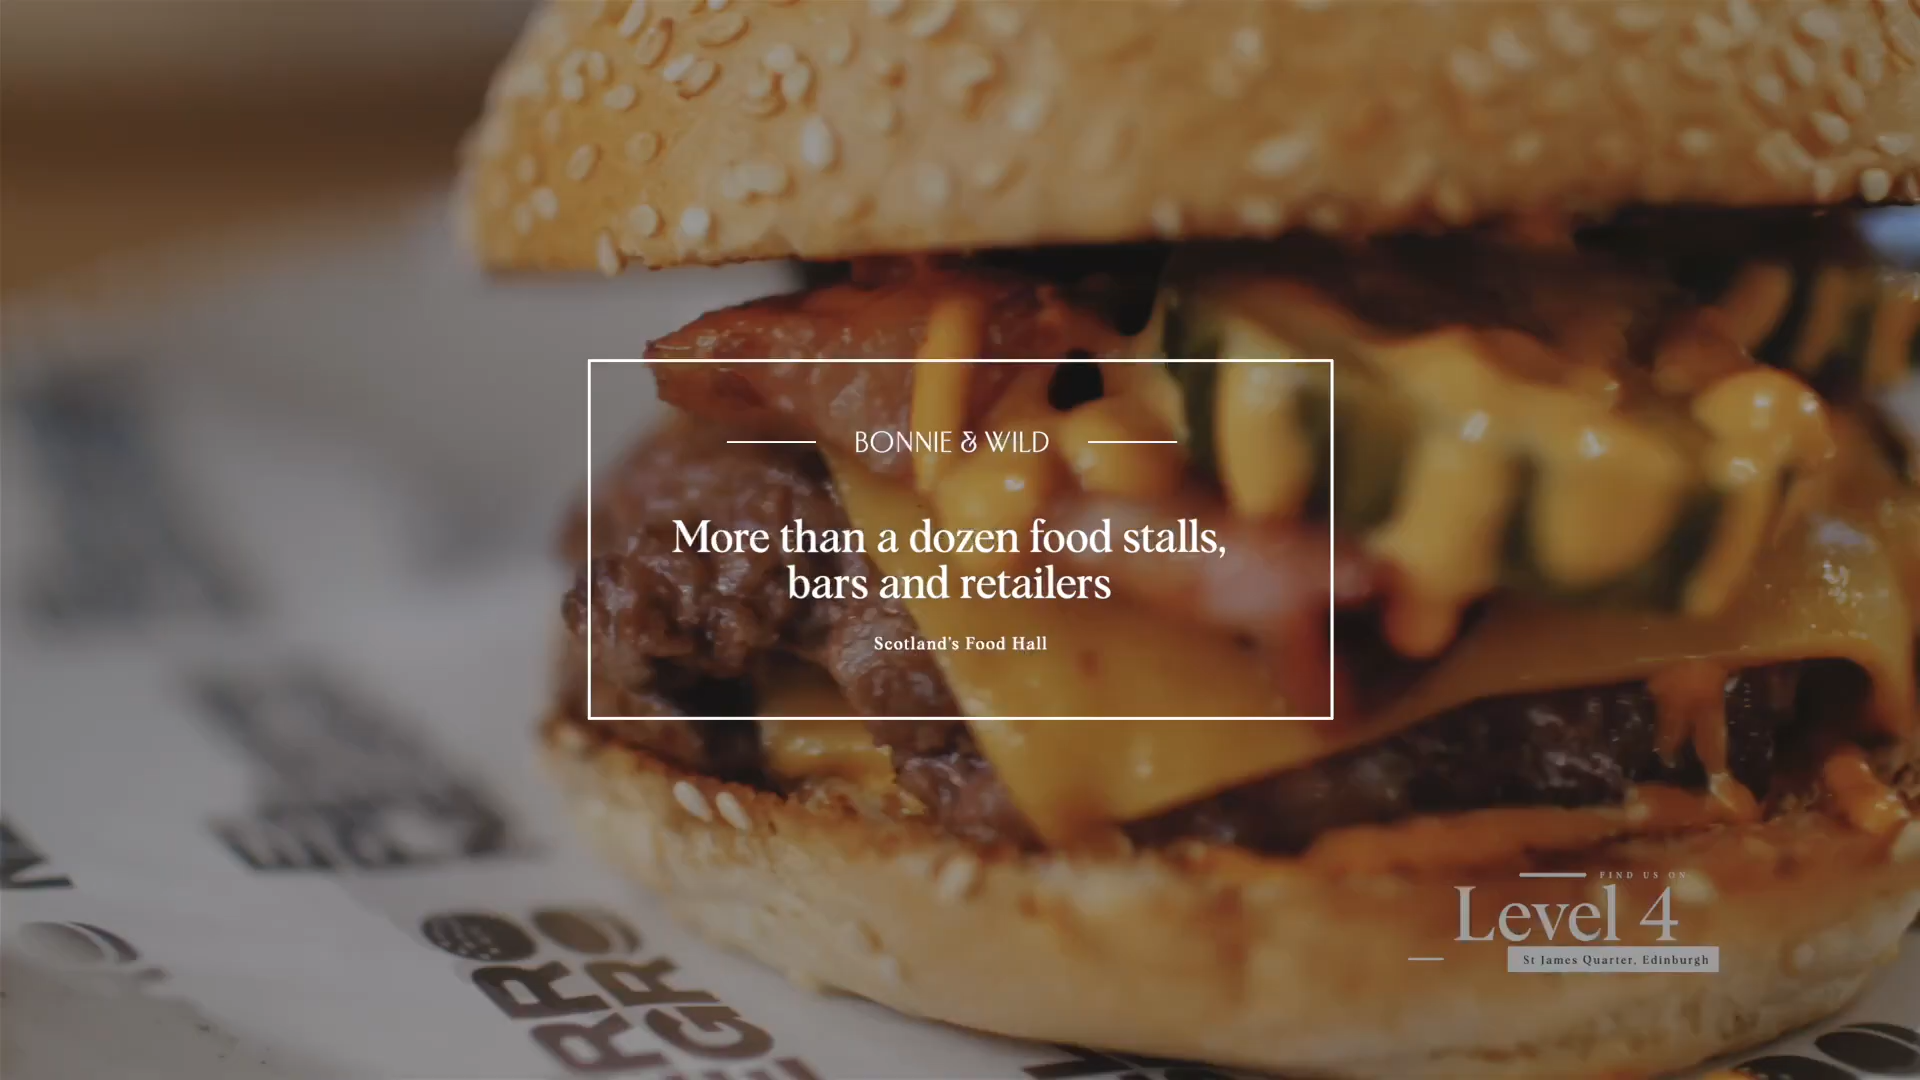 BONNIE & WILD
More than a dozen food stalls,
bars and retailers
Scotland's Food Hall
FIND US ON
Level 4
St James Quarter, Edinburgh